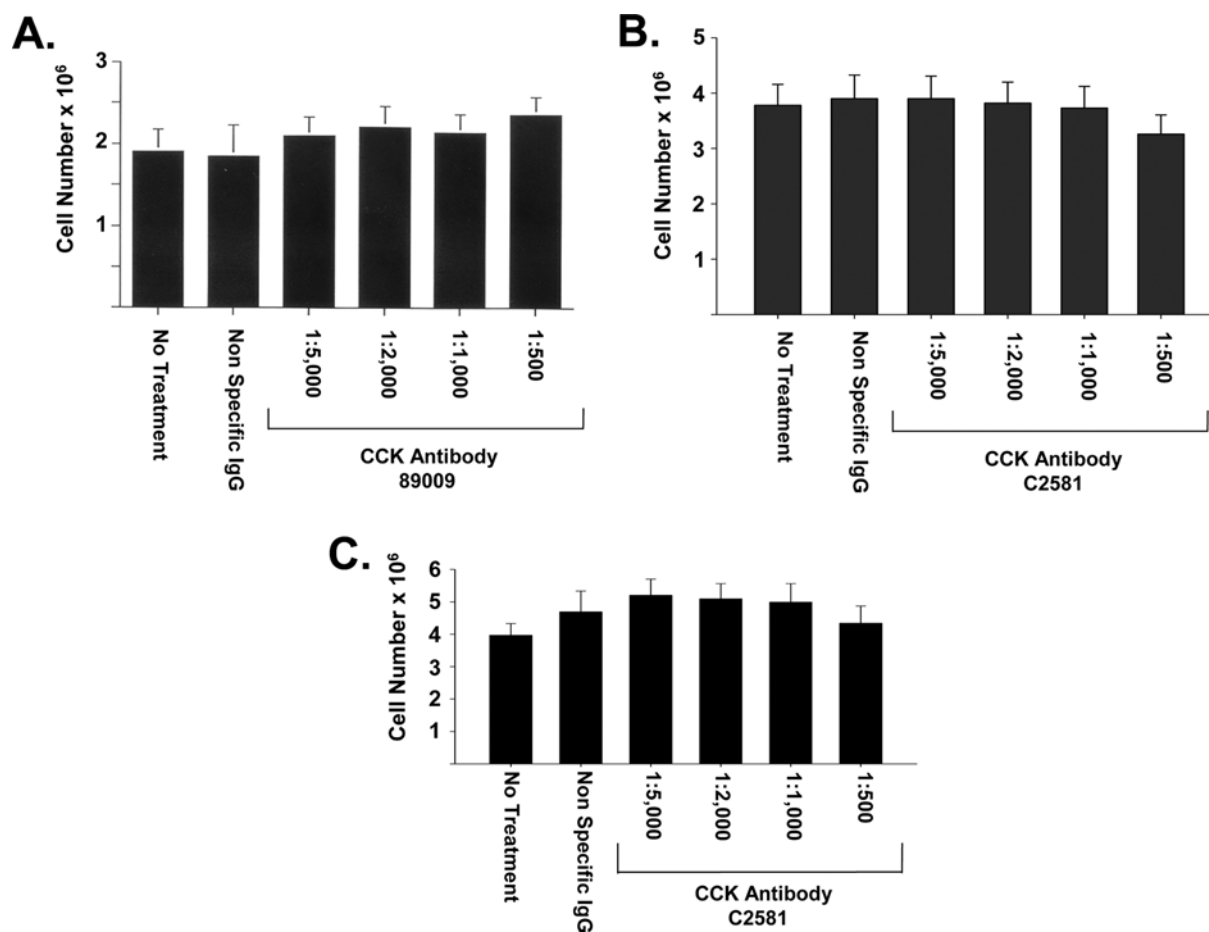 A.
Cell Number x 10⁶
3
2
1
No Treatment
Non Specific IgG
1:5,000
1:2,000
1:1,000
1:500
CCK Antibody
89009
B.
Cell Number x 10⁶
5
4
3
2
1
No Treatment
Non Specific IgG
1:5,000
1:2,000
1:1,000
1:500
CCK Antibody
C2581
C.
Cell Number x 10⁶
6
5
4
3
2
1
No Treatment
Non Specific IgG
1:5,000
1:2,000
1:1,000
1:500
CCK Antibody
C2581